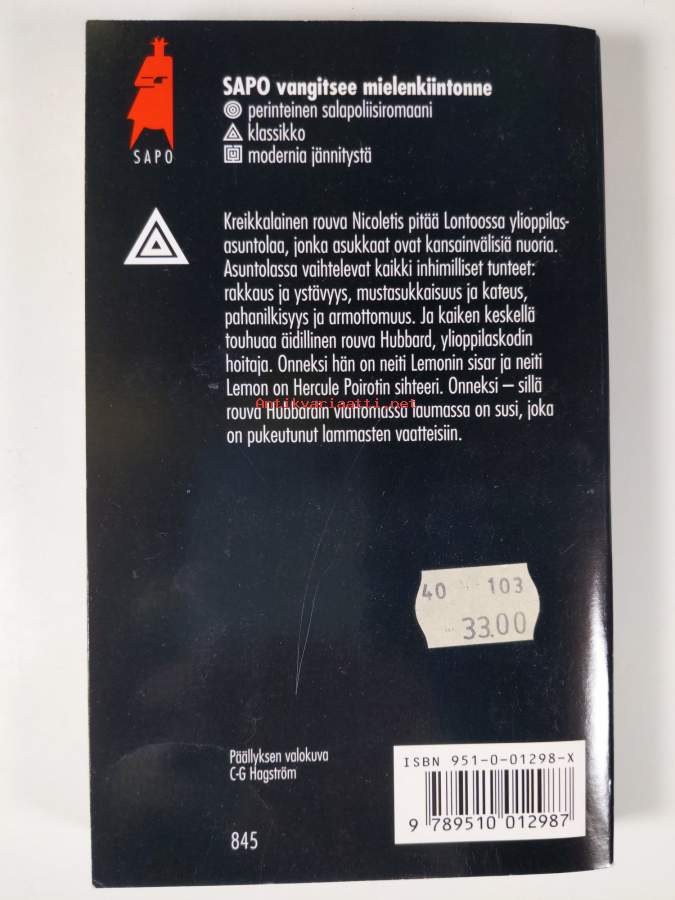 SAPO
SAPO vangitsee mielenkiintonne
perinteinen salapoliisiromaani
klassikko
modernia jännitystä
Kreikkalainen rouva Nicoletis pitää Lontoossa ylioppilas-
asuntolaa, jonka asukkaat ovat kansainvälisiä nuoria.
Asuntolassa vaihtelevat kaikki inhimilliset tunteet:
rakkaus ja ystävyys, mustasukkaisuus ja kateus,
pahanilkisyys ja armottomuus. Ja kaiken keskellä
touhuaa äidillinen rouva Hubbard, ylioppilaskodin
hoitaja. Onneksi hän on neiti Lemonin sisar ja neiti
Lemon on Hercule Poirotin sihteeri. Onneksi – sillä
Antikvariaatti.net
rouva Hubbardin viattomassa laumassa on susi, joka
on pukeutunut lammasten vaatteisiin.
40 103
33.00
Päällyksen valokuva
C-G Hagström
845
ISBN 951-0-01298-X
9 789510 012987